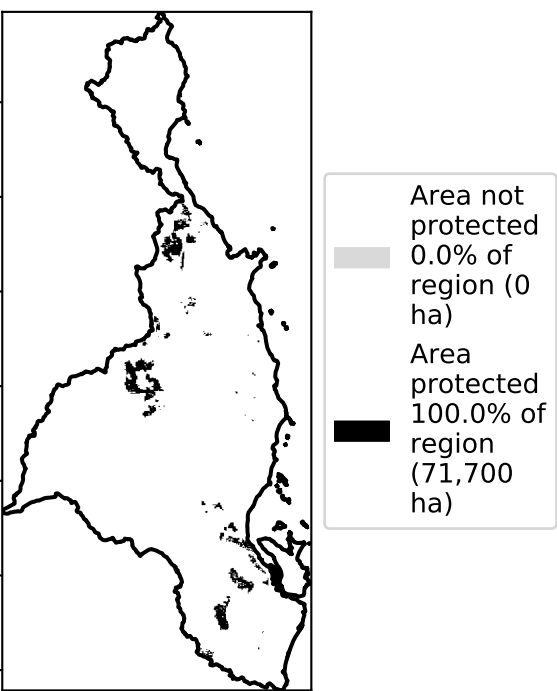 Area not
protected
0.0% of
region (0
ha)
Area
protected
100.0% of
region
(71,700
ha)